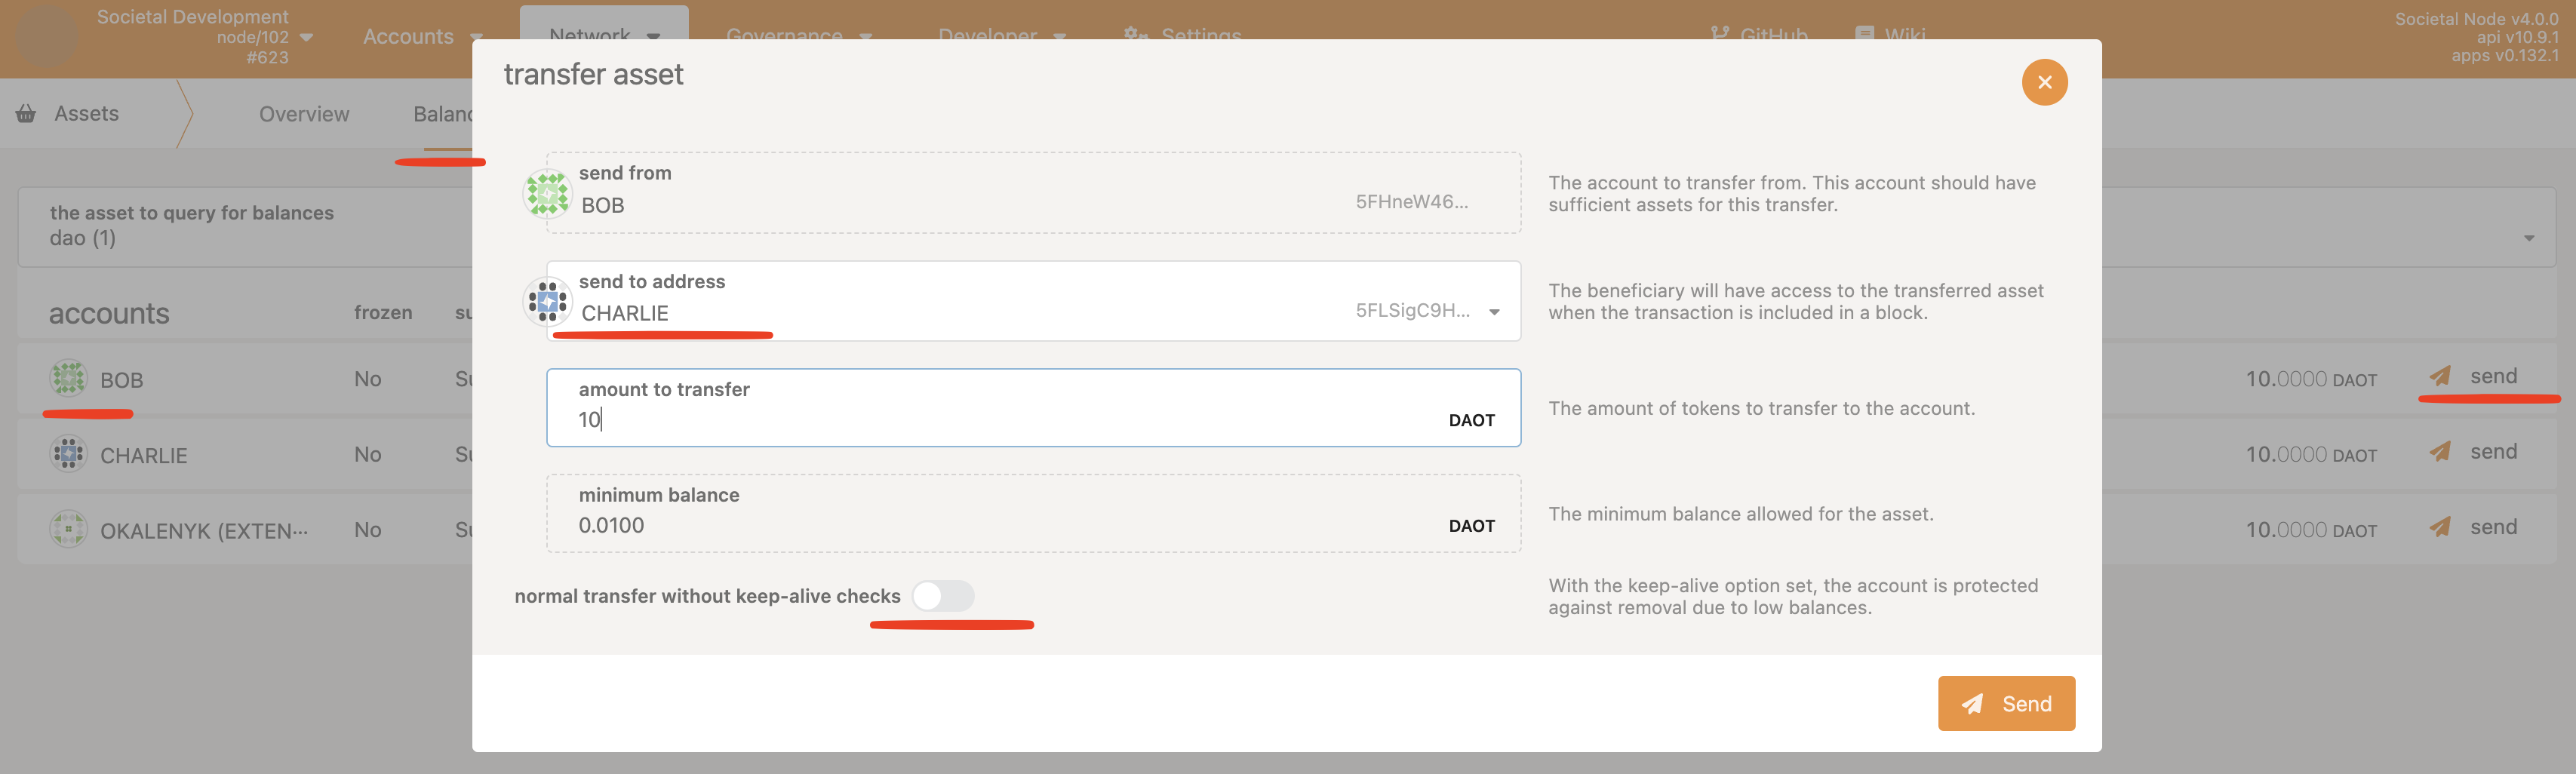 Societal Development
node/102
#623
Accounts
Network
Governance
Developer
Settings
GitHub
Wiki
Societal Node v4.0.0
api v10.9.1
apps v0.132.1
Assets
Overview
Balanc
transfer asset
the asset to query for balances
dao (1)
accounts
frozen
su
BOB
No
Su
10.0000 DAOT
send
CHARLIE
No
Su
10.0000 DAOT
send
OKALENYK (EXTEN…
No
Su
10.0000 DAOT
send
send from
BOB
5FHneW46...
The account to transfer from. This account should have
sufficient assets for this transfer.
send to address
CHARLIE
5FLSigC9H...
The beneficiary will have access to the transferred asset
when the transaction is included in a block.
amount to transfer
10
DAOT
The amount of tokens to transfer to the account.
minimum balance
0.0100
DAOT
The minimum balance allowed for the asset.
normal transfer without keep-alive checks
With the keep-alive option set, the account is protected
against removal due to low balances.
Send